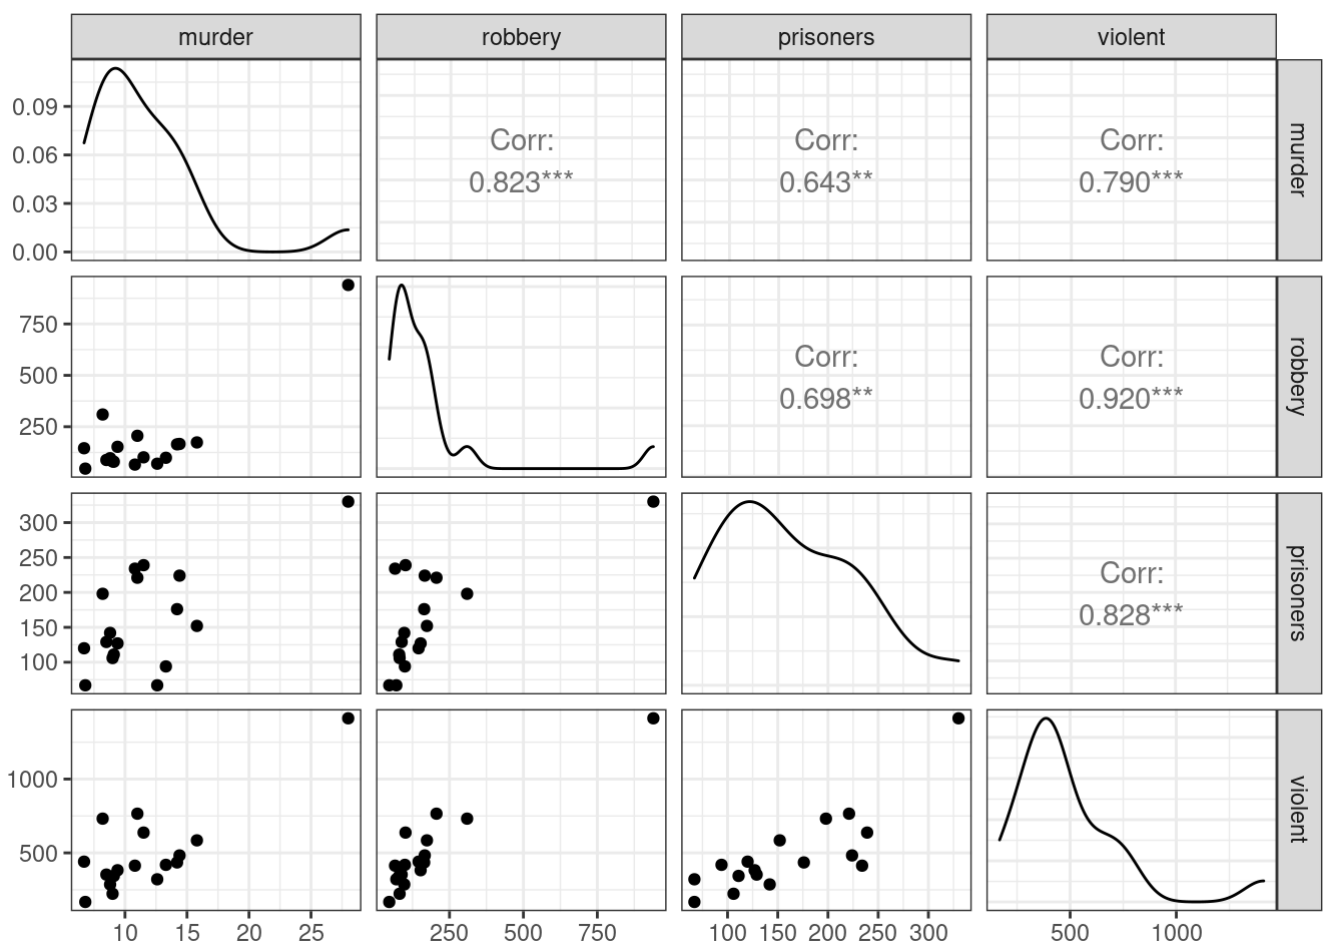 murder
robbery
prisoners
violent
0.09
0.06
0.03
0.00
Corr:
0.823***
Corr:
0.643**
Corr:
0.790***
murder
750
500
250
Corr:
0.698**
Corr:
0.920***
robbery
300
250
200
150
100
Corr:
0.828***
prisoners
1000
500
violent
10
15
20
25
250
500
750
100
150
200
250
300
500
1000